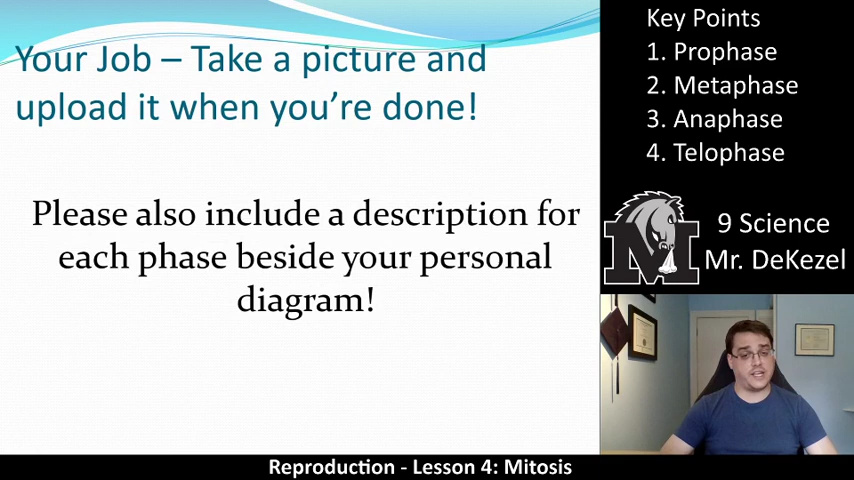 Your Job – Take a picture and
upload it when you're done!
Please also include a description for
each phase beside your personal
diagram!
Key Points
1. Prophase
2. Metaphase
3. Anaphase
4. Telophase
M
9 Science
Mr. DeKezel
Reproduction - Lesson 4: Mitosis